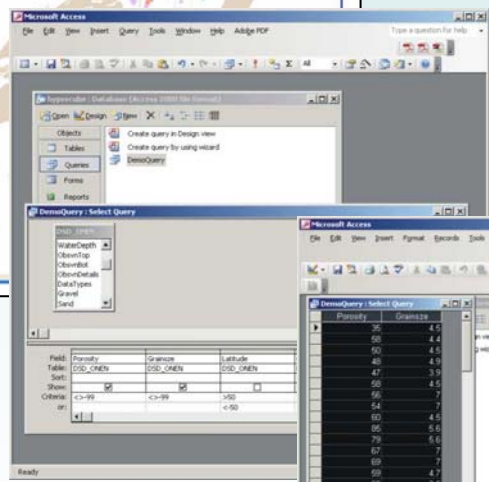 Microsoft Access
File Edit View Insert Query Tools Window Help Adobe PDF
Type a question for help
All
hypercube : Database (Access 2000 file format)
Open Design New
Objects
Tables
Queries
Forms
Reports
Create query in Design view
Create query by using wizard
DemoQuery
DemoQuery : Select Query
DSD_ONEN
WaterDepth
ObsvnTop
ObsvnBot
ObsvnDetails
DataTypes
Gravel
Sand
Field: Porosity Grainsze Latitude
Table: DSD_ONEN DSD_ONEN DSD_ONEN
Sort:
Show:
Criteria: <>-99 <>-99 >50
or: <-50
Ready
Microsoft Access
File Edit View Insert Format Records Tools
DemoQuery : Select Query
Porosity Grainsze
35 4.5
58 4.4
50 4.5
48 4.9
47 3.9
58 4.5
56 7
54 7
60 4.5
85 5.6
79 5.6
67 7
69 7
59 4.7